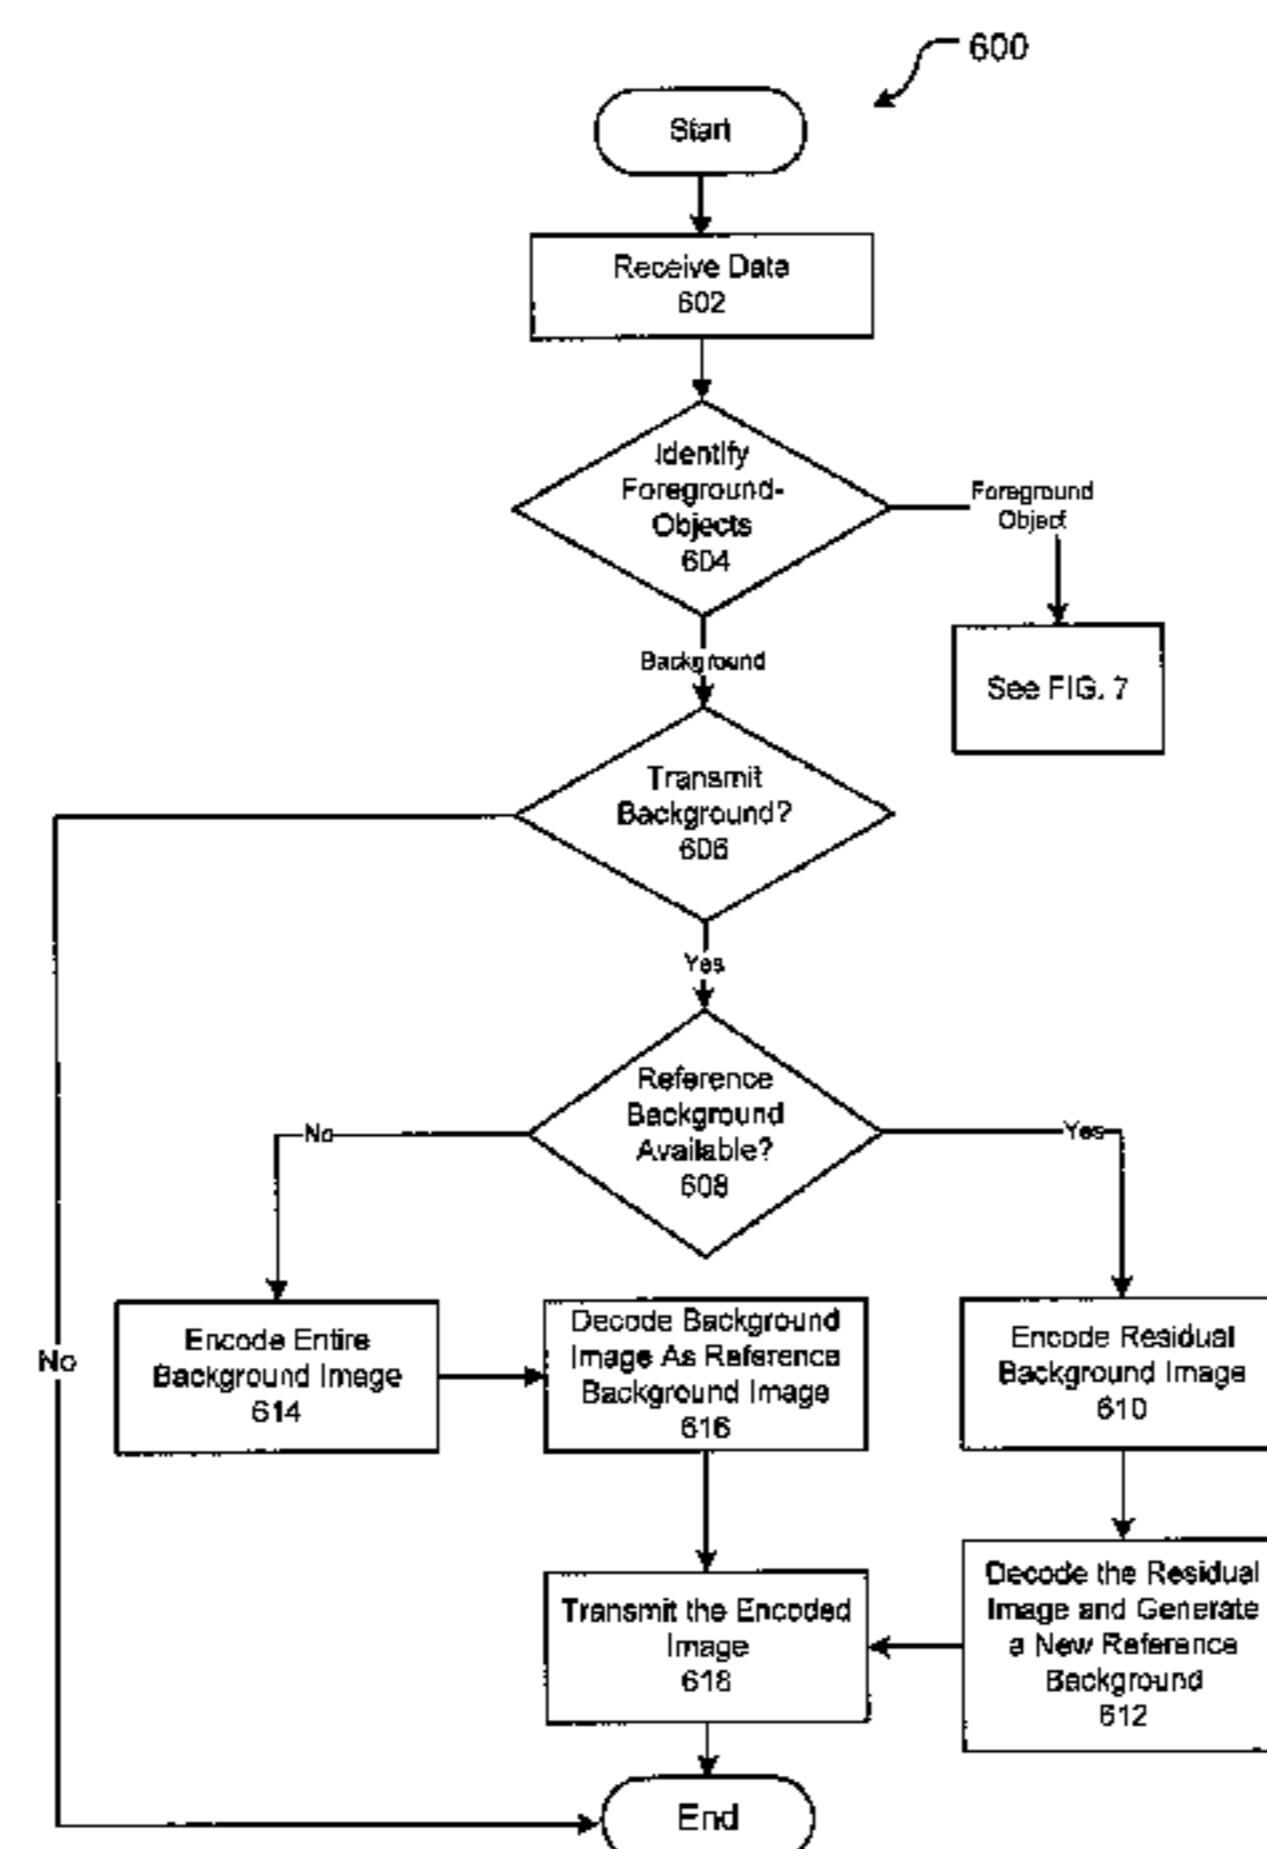 600
Start
Receive Data
602
Identify
Foreground-
Objects
604
Foreground
Object
See FIG. 7
Background
Transmit
Background?
606
Yes
Reference
Background
Available?
608
No
Yes
Encode Entire
Background Image
614
Decode Background
Image As Reference
Background Image
616
Encode Residual
Background Image
610
No
Transmit the Encoded
Image
618
Decode the Residual
Image and Generate
a New Reference
Background
612
End